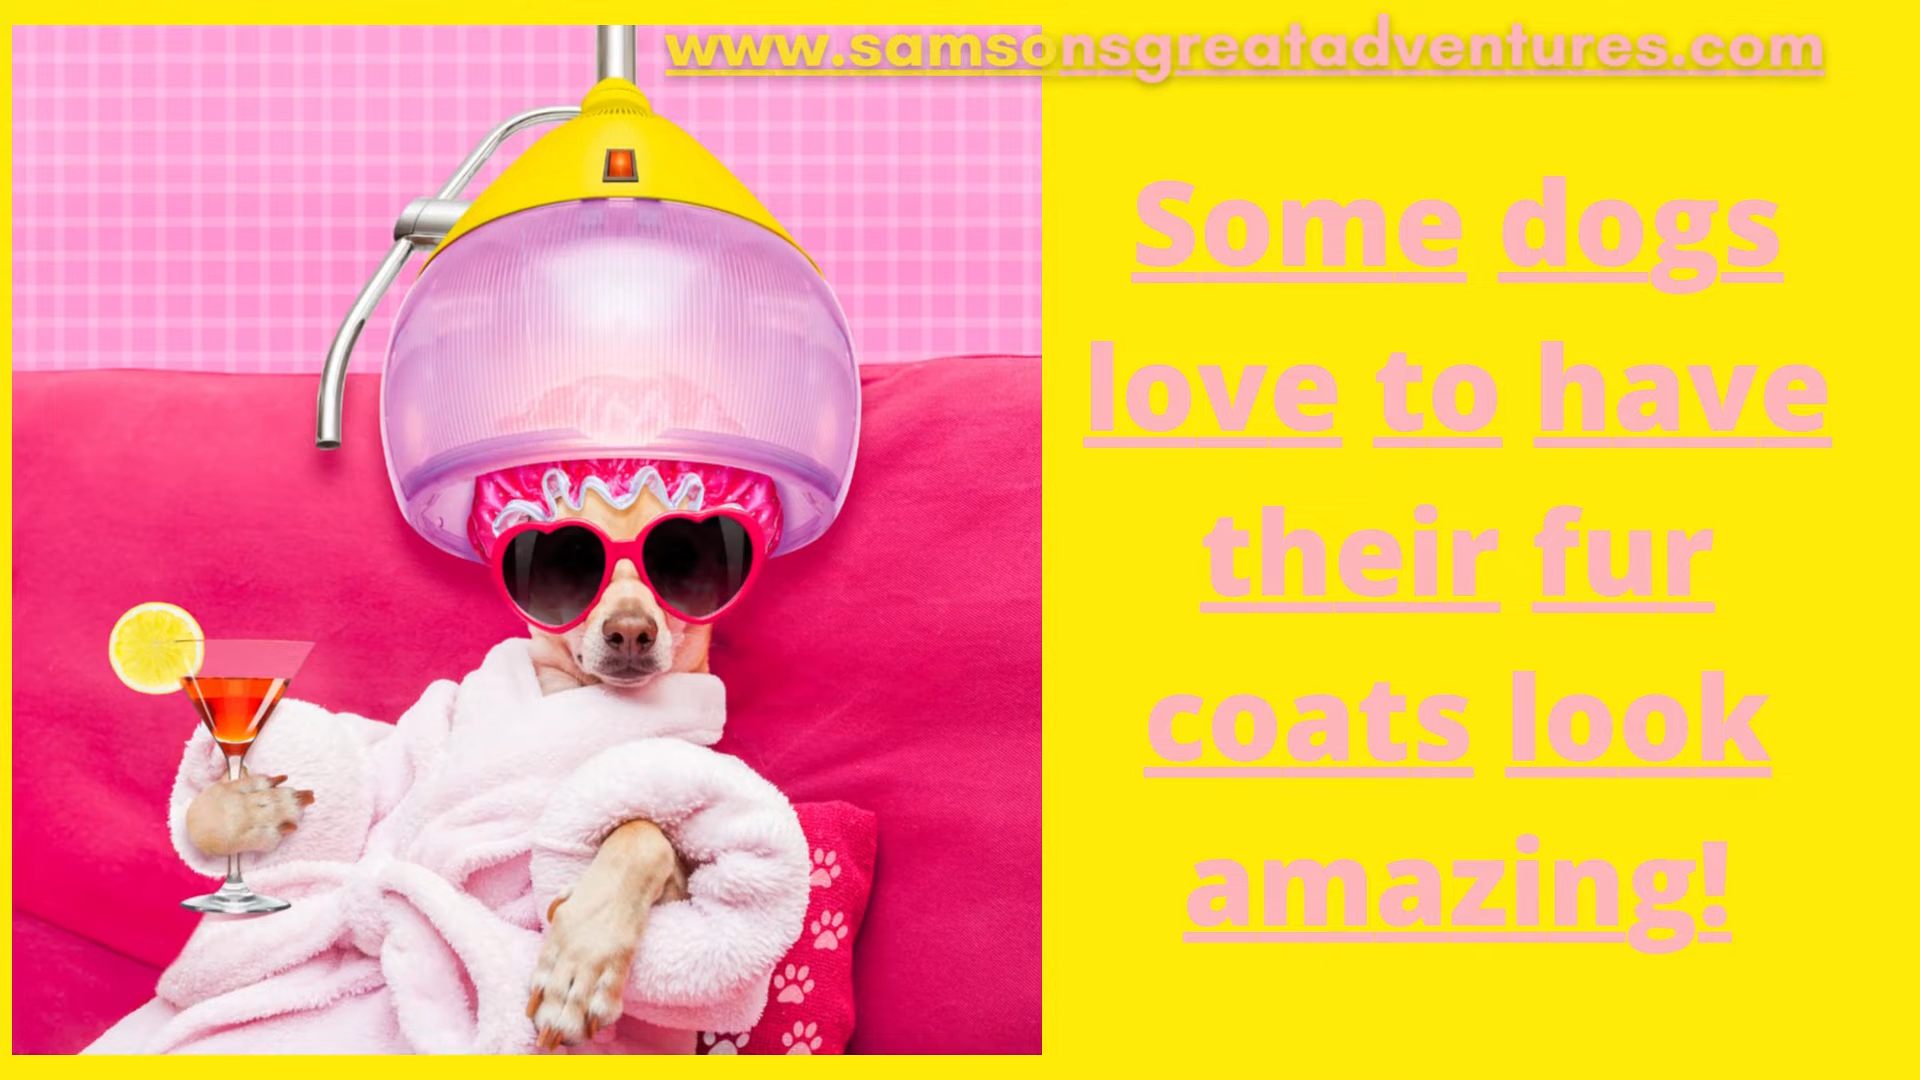 www.samsonsgreatadventures.com
Some dogs
love to have
their fur
coats look
amazing!